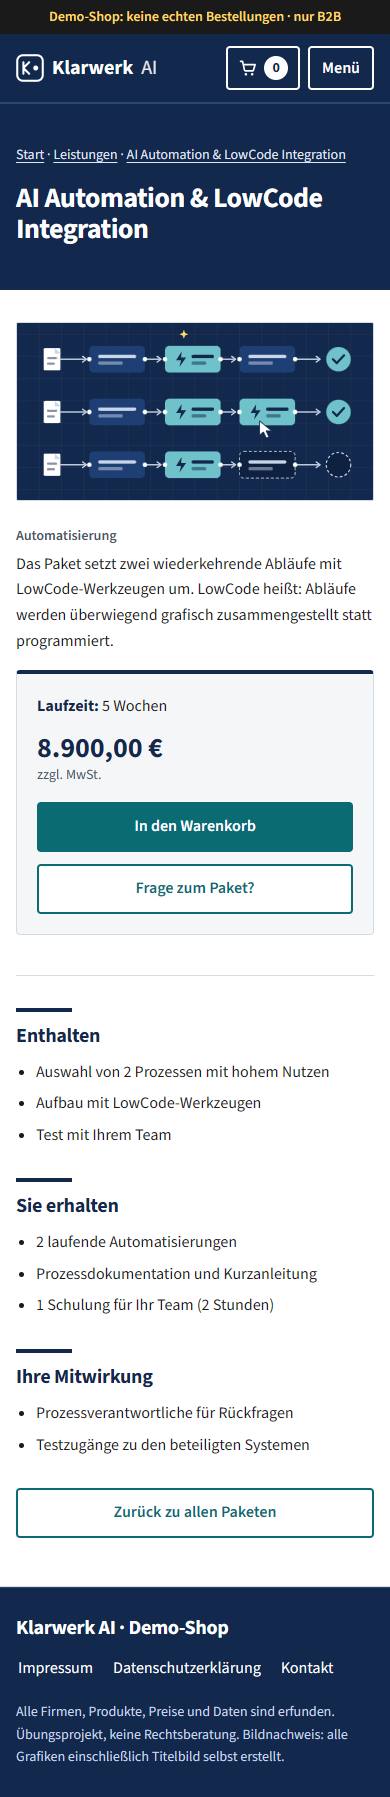 Demo-Shop: keine echten Bestellungen · nur B2B
Klarwerk AI
0
Menü
Start · Leistungen · AI Automation & LowCode Integration
AI Automation & LowCode
Integration
Automatisierung
Das Paket setzt zwei wiederkehrende Abläufe mit
LowCode-Werkzeugen um. LowCode heißt: Abläufe
werden überwiegend grafisch zusammengestellt statt
programmiert.
Laufzeit: 5 Wochen
8.900,00 €
zzgl. MwSt.
In den Warenkorb
Frage zum Paket?
Enthalten
• Auswahl von 2 Prozessen mit hohem Nutzen
• Aufbau mit LowCode-Werkzeugen
• Test mit Ihrem Team
Sie erhalten
• 2 laufende Automatisierungen
• Prozessdokumentation und Kurzanleitung
• 1 Schulung für Ihr Team (2 Stunden)
Ihre Mitwirkung
• Prozessverantwortliche für Rückfragen
• Testzugänge zu den beteiligten Systemen
Zurück zu allen Paketen
Klarwerk AI · Demo-Shop
Impressum Datenschutzerklärung Kontakt
Alle Firmen, Produkte, Preise und Daten sind erfunden.
Übungsprojekt, keine Rechtsberatung. Bildnachweis: alle
Grafiken einschließlich Titelbild selbst erstellt.